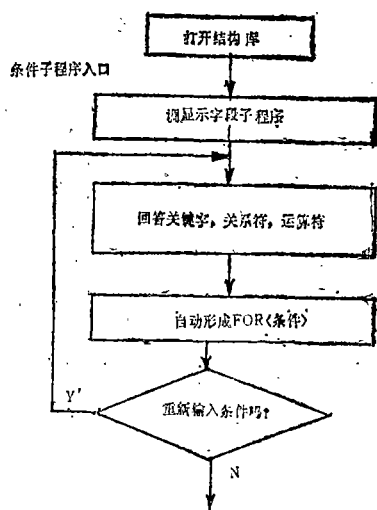 打开结构库
条件子程序入口
调显示字段子程序
回答关键字，关系符，运算符
自动形成FOR〈条件〉
重新输入条件吗？
Y
N